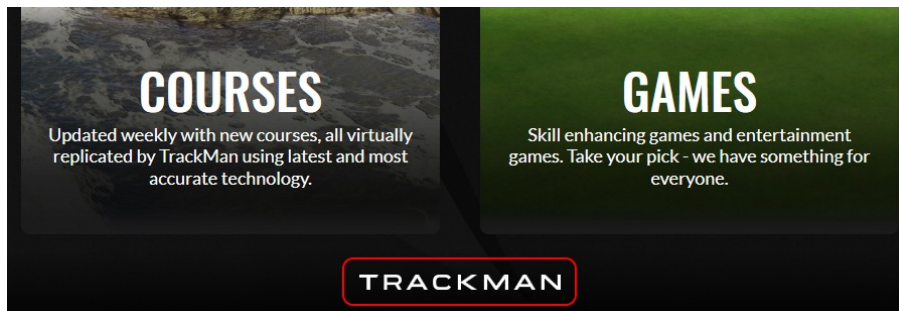 COURSES
Updated weekly with new courses, all virtually
replicated by TrackMan using latest and most
accurate technology.
GAMES
Skill enhancing games and entertainment
games. Take your pick - we have something for
everyone.
TRACKMAN